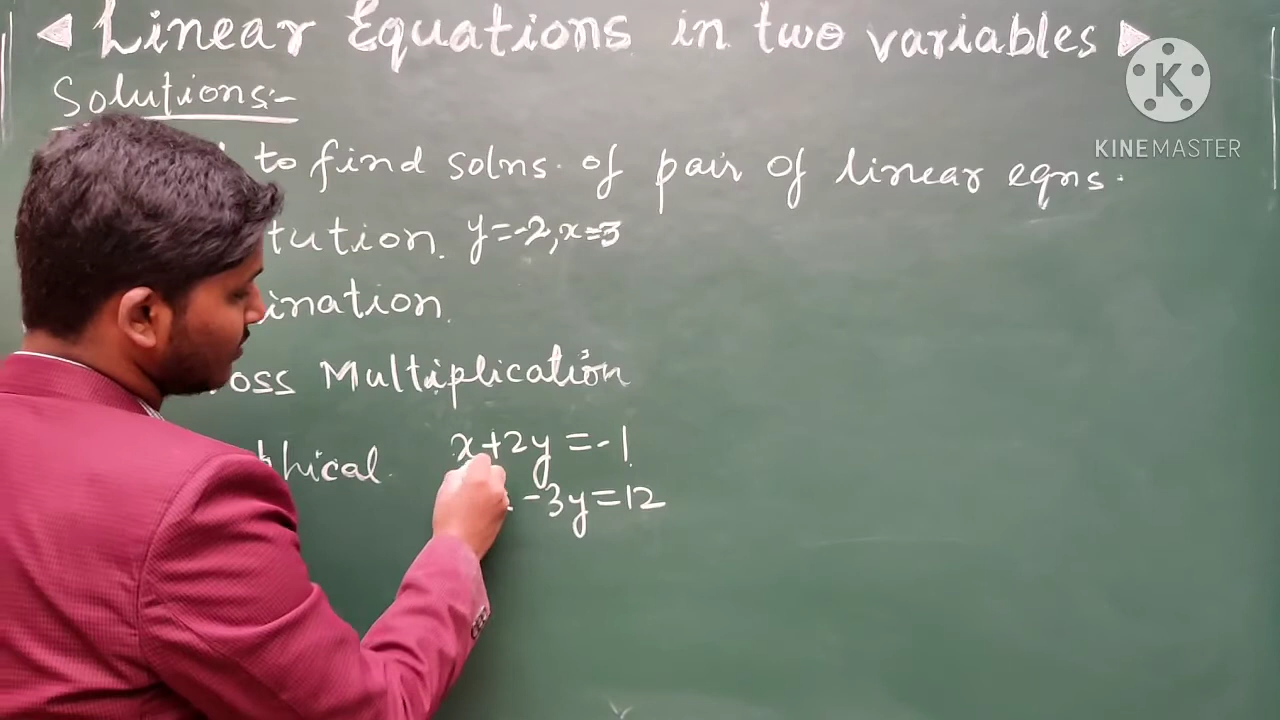 Linear Equations in two variables
K
Solutions:-
KINEMASTER
to find solns. of pair of linear eqns.
tution. y=-2, x=3
ination.
oss Multiplication
x+2y=-1
hical.
-3y=12